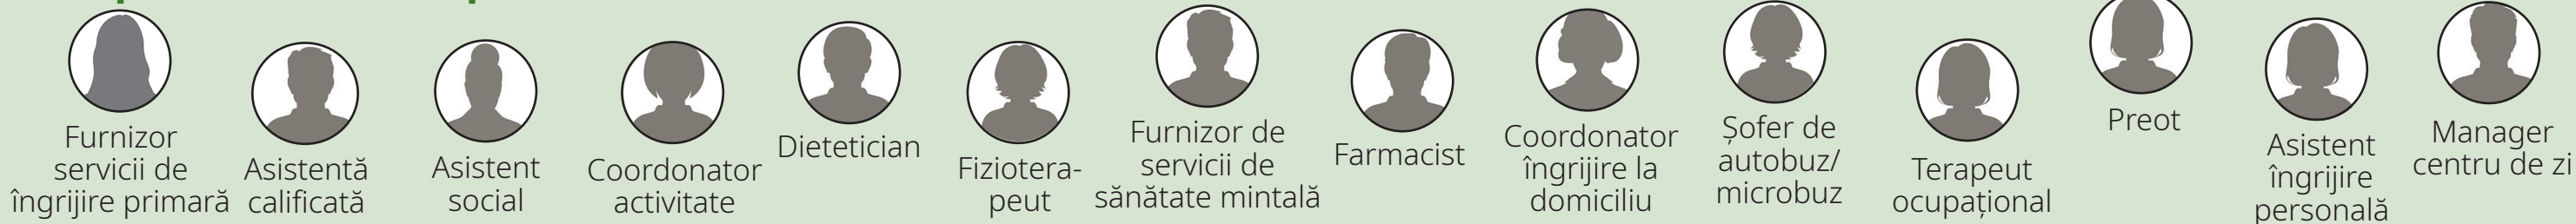 Furnizor
servicii de
îngrijire primară
Asistentă
calificată
Asistent
social
Coordonator
activitate
Dietetician
Fiziotera-
peut
Furnizor de
servicii de
sănătate mintală
Farmacist
Coordonator
îngrijire la
domiciliu
Șofer de
autobuz/
microbuz
Terapeut
ocupațional
Preot
Asistent
îngrijire
personală
Manager
centru de zi